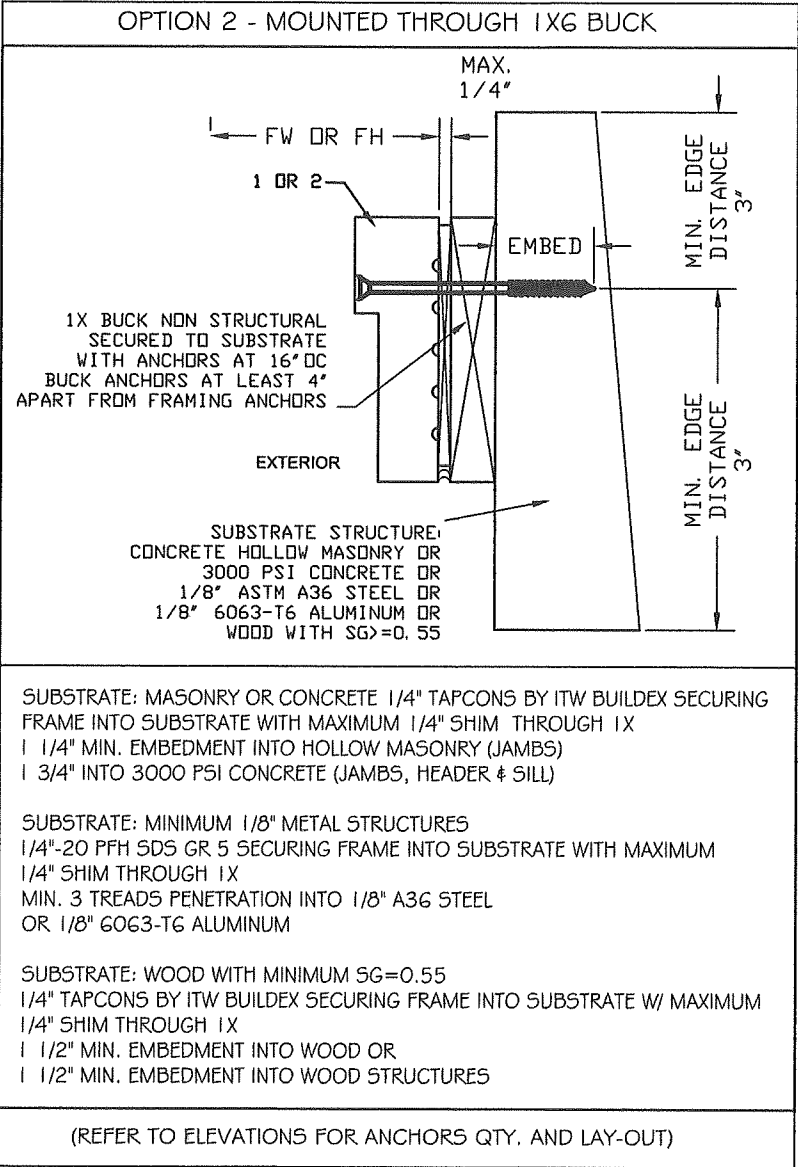 OPTION 2 - MOUNTED THROUGH 1X6 BUCK
MAX.
1/4"
FW OR FH
1 OR 2
EMBED
MIN. EDGE
DISTANCE
3"
1X BUCK NON STRUCTURAL
SECURED TO SUBSTRATE
WITH ANCHORS AT 16" OC
BUCK ANCHORS AT LEAST 4"
APART FROM FRAMING ANCHORS
MIN. EDGE
DISTANCE
3"
EXTERIOR
SUBSTRATE STRUCTURE:
CONCRETE HOLLOW MASONRY OR
3000 PSI CONCRETE OR
1/8" ASTM A36 STEEL OR
1/8" 6063-T6 ALUMINUM OR
WOOD WITH SG>=0.55
SUBSTRATE: MASONRY OR CONCRETE 1/4" TAPCONS BY ITW BUILDEX SECURING
FRAME INTO SUBSTRATE WITH MAXIMUM 1/4" SHIM THROUGH 1X
1 1/4" MIN. EMBEDMENT INTO HOLLOW MASONRY (JAMBS)
1 3/4" INTO 3000 PSI CONCRETE (JAMBS, HEADER & SILL)
SUBSTRATE: MINIMUM 1/8" METAL STRUCTURES
1/4"-20 PFH SDS GR 5 SECURING FRAME INTO SUBSTRATE WITH MAXIMUM
1/4" SHIM THROUGH 1X
MIN. 3 TREADS PENETRATION INTO 1/8" A36 STEEL
OR 1/8" 6063-T6 ALUMINUM
SUBSTRATE: WOOD WITH MINIMUM SG=0.55
1/4" TAPCONS BY ITW BUILDEX SECURING FRAME INTO SUBSTRATE W/ MAXIMUM
1/4" SHIM THROUGH 1X
1 1/2" MIN. EMBEDMENT INTO WOOD OR
1 1/2" MIN. EMBEDMENT INTO WOOD STRUCTURES
(REFER TO ELEVATIONS FOR ANCHORS QTY. AND LAY-OUT)